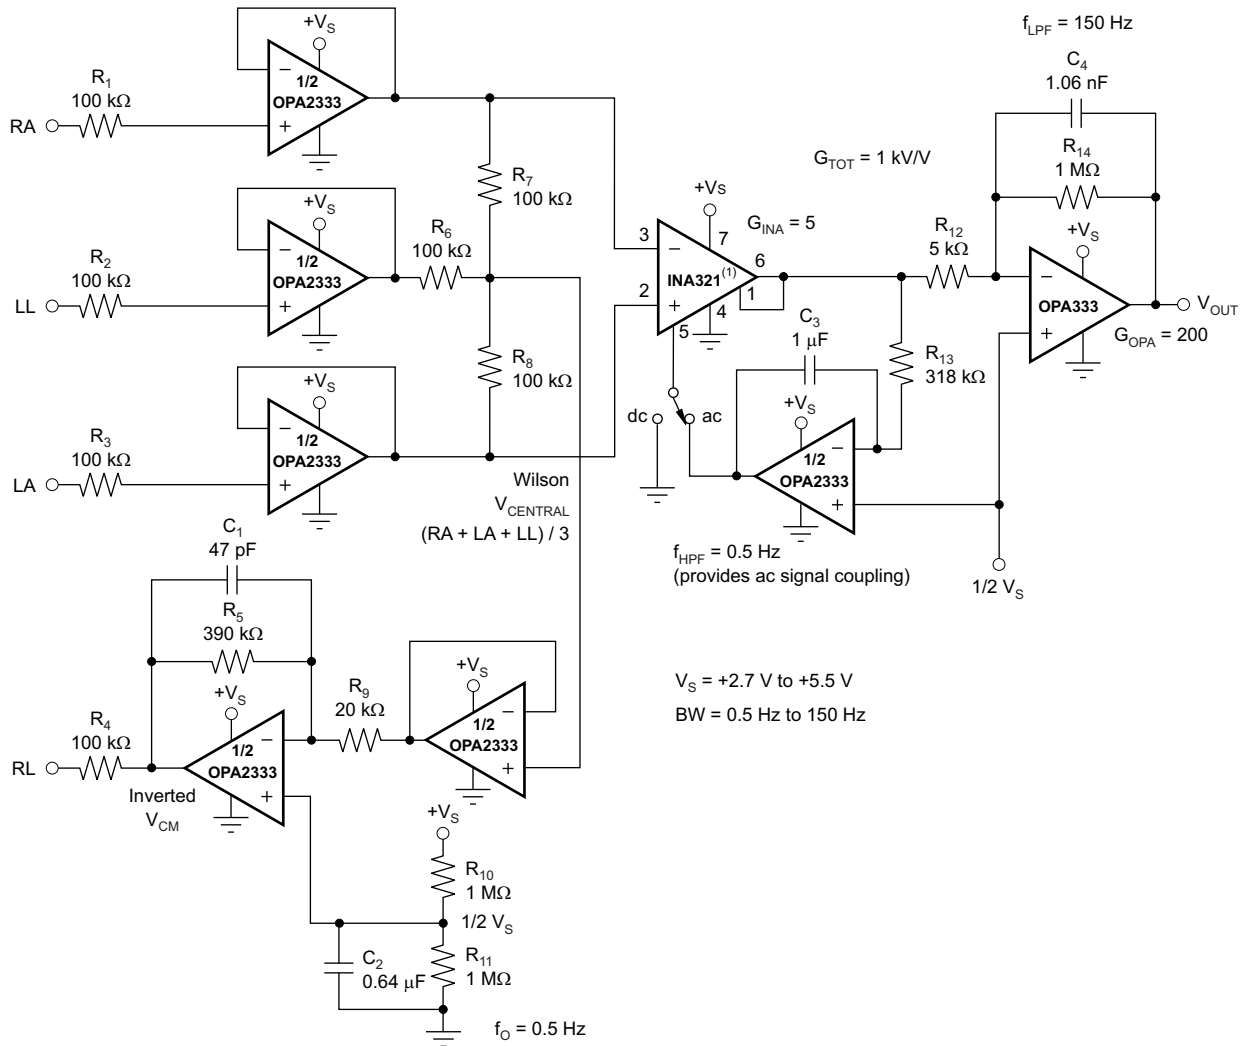 f_LPF = 150 Hz
+V_S
C_4
1.06 nF
R_1
100 kΩ
1/2
OPA2333
−
+
RA
R_14
1 MΩ
G_TOT = 1 kV/V
R_7
100 kΩ
+V_S
R_2
100 kΩ
LL
1/2
OPA2333
−
+
R_6
100 kΩ
+Vs
7
G_INA = 5
3
−
INA321(1)
2
+
6
1
4
5
R_12
5 kΩ
+V_S
−
OPA333
+
V_OUT
G_OPA = 200
R_8
100 kΩ
C_3
1 μF
R_13
318 kΩ
+V_S
R_3
100 kΩ
LA
1/2
OPA2333
−
+
dc
ac
+V_S
1/2
OPA2333
−
+
Wilson
V_CENTRAL
(RA + LA + LL) / 3
f_HPF = 0.5 Hz
(provides ac signal coupling)
1/2 V_S
C_1
47 pF
R_5
390 kΩ
+V_S
R_4
100 kΩ
RL
1/2
OPA2333
−
+
Inverted
V_CM
R_9
20 kΩ
+V_S
1/2
OPA2333
−
+
V_S = +2.7 V to +5.5 V
BW = 0.5 Hz to 150 Hz
+V_S
R_10
1 MΩ
1/2 V_S
C_2
0.64 μF
R_11
1 MΩ
f_O = 0.5 Hz